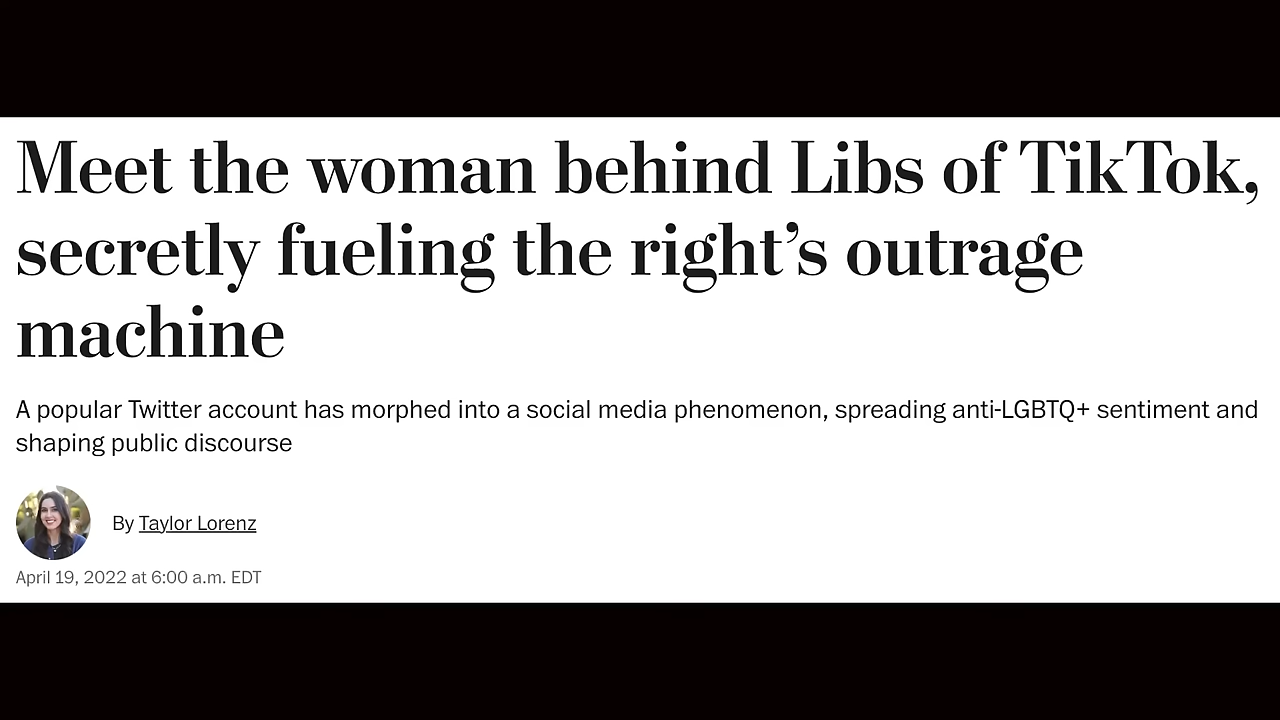 Meet the woman behind Libs of TikTok,
secretly fueling the right’s outrage
machine
A popular Twitter account has morphed into a social media phenomenon, spreading anti-LGBTQ+ sentiment and
shaping public discourse
By Taylor Lorenz
April 19, 2022 at 6:00 a.m. EDT